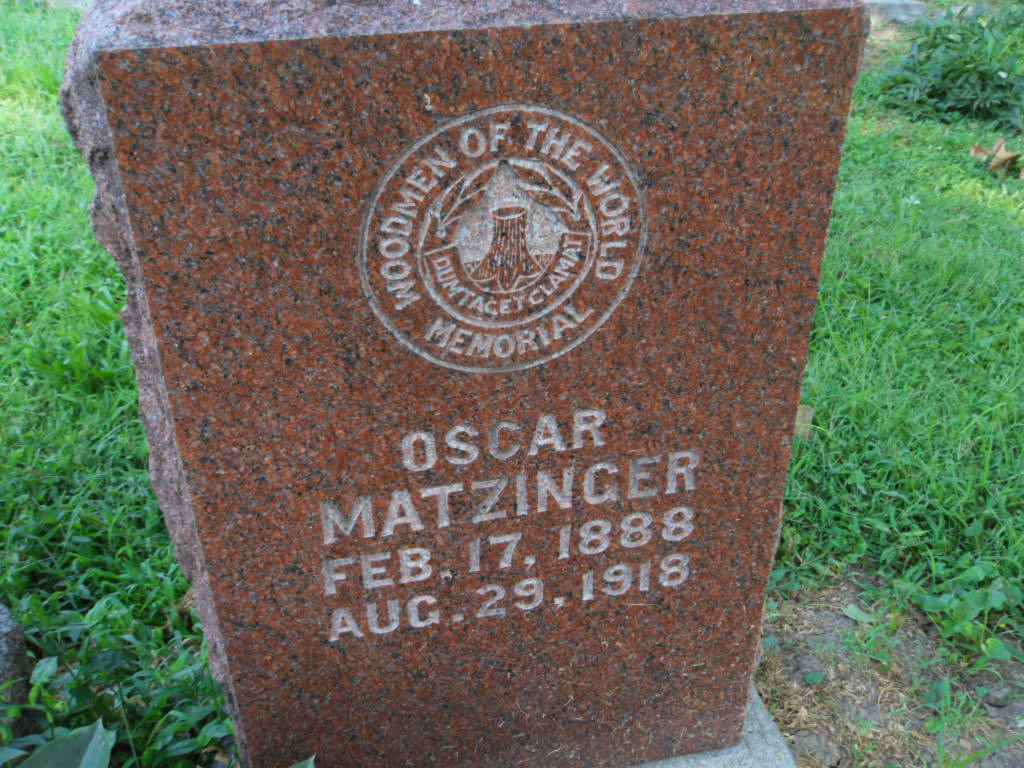 WOODMEN OF THE WORLD
MEMORIAL
DUM TACET CLAMAT
OSCAR
MATZINGER
FEB. 17, 1888
AUG. 29, 1918